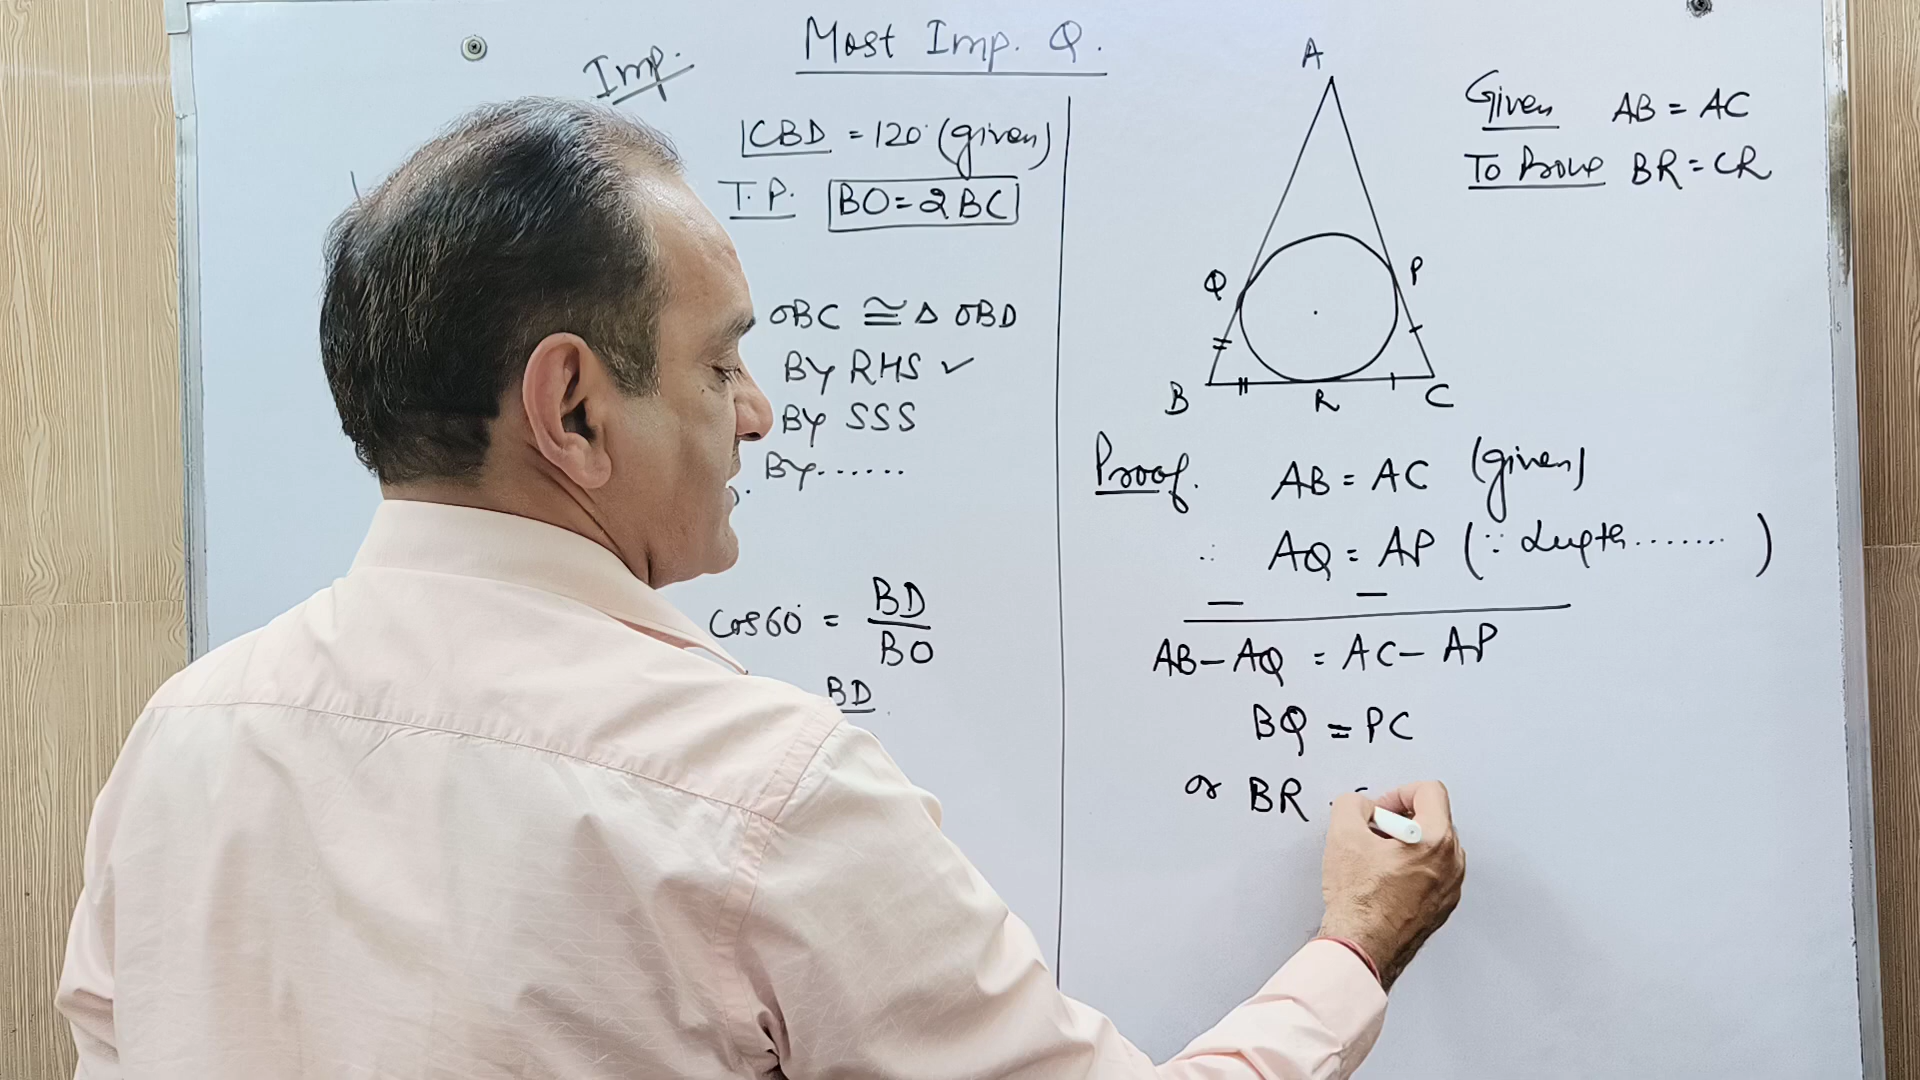 Most Imp. Q.
Imp.
∠CBD = 120° (given)
T.P. BO = 2BC
OBC ≅ Δ OBD
By RHS ✓
By SSS
By......
cos60° = BD/BO
BD
A
Q
P
B
R
C
Given AB = AC
To Prove BR = CR
Proof. AB = AC (given)
∴ AQ = AP (∵ Length....... )
— —
AB – AQ = AC – AP
BQ = PC
or BR =